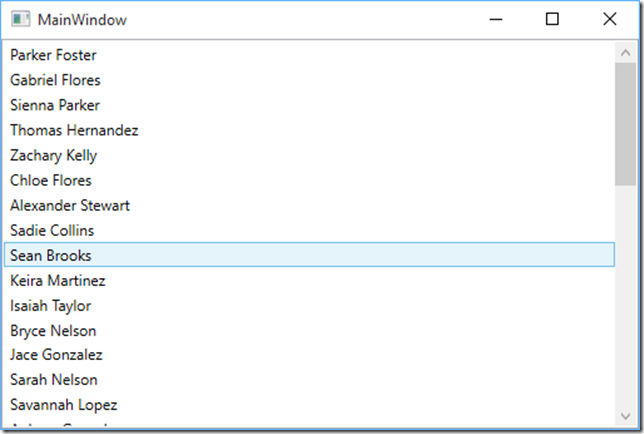 MainWindow
Parker Foster
Gabriel Flores
Sienna Parker
Thomas Hernandez
Zachary Kelly
Chloe Flores
Alexander Stewart
Sadie Collins
Sean Brooks
Keira Martinez
Isaiah Taylor
Bryce Nelson
Jace Gonzalez
Sarah Nelson
Savannah Lopez